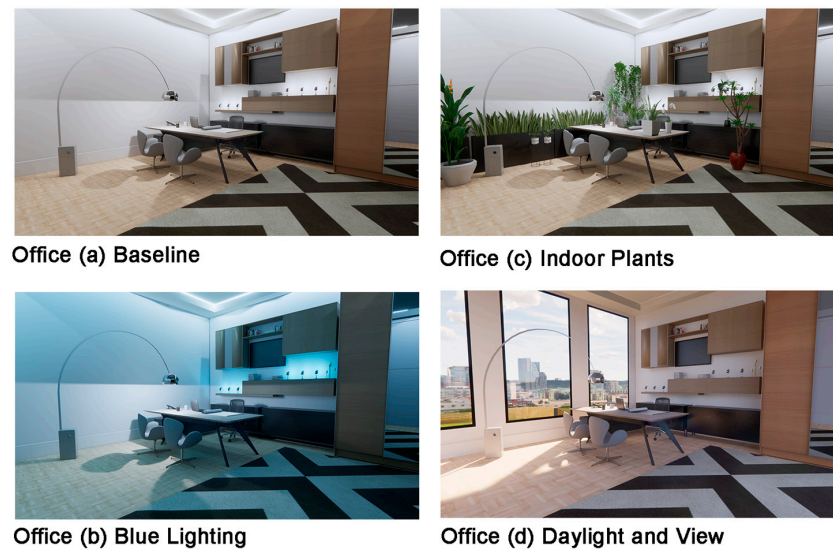 Office (a) Baseline
Office (c) Indoor Plants
Office (b) Blue Lighting
Office (d) Daylight and View